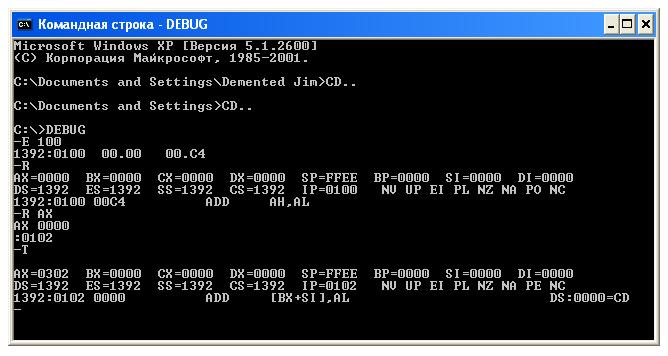 Командная строка - DEBUG
Microsoft Windows XP [Версия 5.1.2600]
(C) Корпорация Майкрософт, 1985-2001.
C:\Documents and Settings\Demented Jim>CD..
C:\Documents and Settings>CD..
C:\>DEBUG
-E 100
1392:0100  00.00   00.C4
-R
AX=0000  BX=0000  CX=0000  DX=0000  SP=FFEE  BP=0000  SI=0000  DI=0000
DS=1392  ES=1392  SS=1392  CS=1392  IP=0100   NV UP EI PL NZ NA PO NC
1392:0100 00C4          ADD     AH,AL
-R AX
AX 0000
:0102
-T
AX=0302  BX=0000  CX=0000  DX=0000  SP=FFEE  BP=0000  SI=0000  DI=0000
DS=1392  ES=1392  SS=1392  CS=1392  IP=0102   NV UP EI PL NZ NA PE NC
1392:0102 0000          ADD     [BX+SI],AL                         DS:0000=CD
-